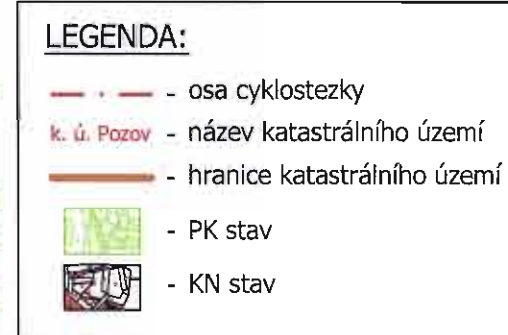 LEGENDA:
- osa cyklostezky
k. ú. Pozov - název katastrálního území
- hranice katastrálního území
- PK stav
- KN stav